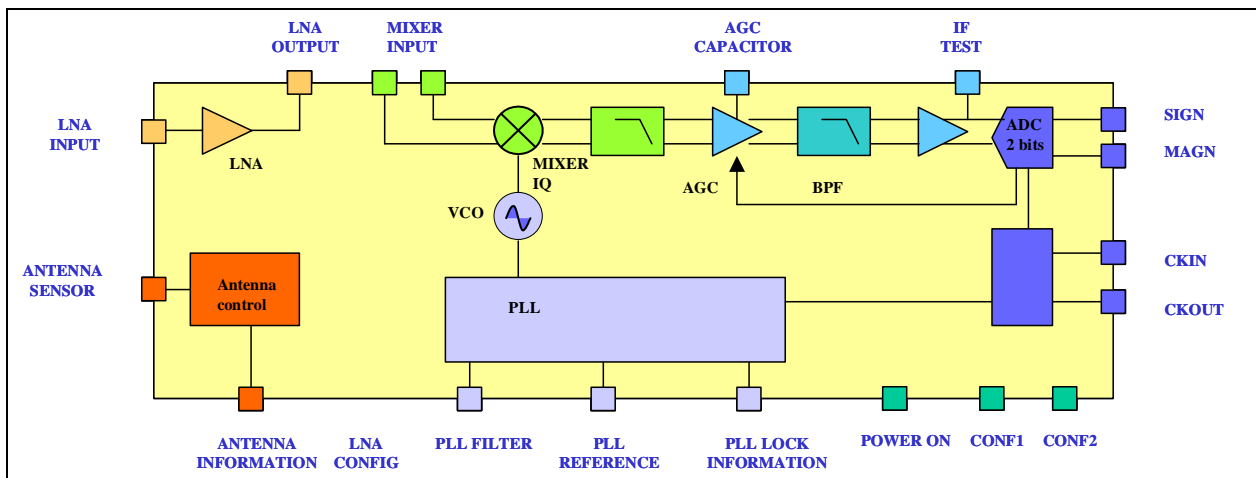 LNA
OUTPUT
MIXER
INPUT
AGC
CAPACITOR
IF
TEST
LNA
INPUT
LNA
MIXER
IQ
VCO
AGC
BPF
ADC
2 bits
SIGN
MAGN
ANTENNA
SENSOR
Antenna
control
PLL
CKIN
CKOUT
ANTENNA
INFORMATION
LNA
CONFIG
PLL FILTER
PLL
REFERENCE
PLL LOCK
INFORMATION
POWER ON
CONF1
CONF2